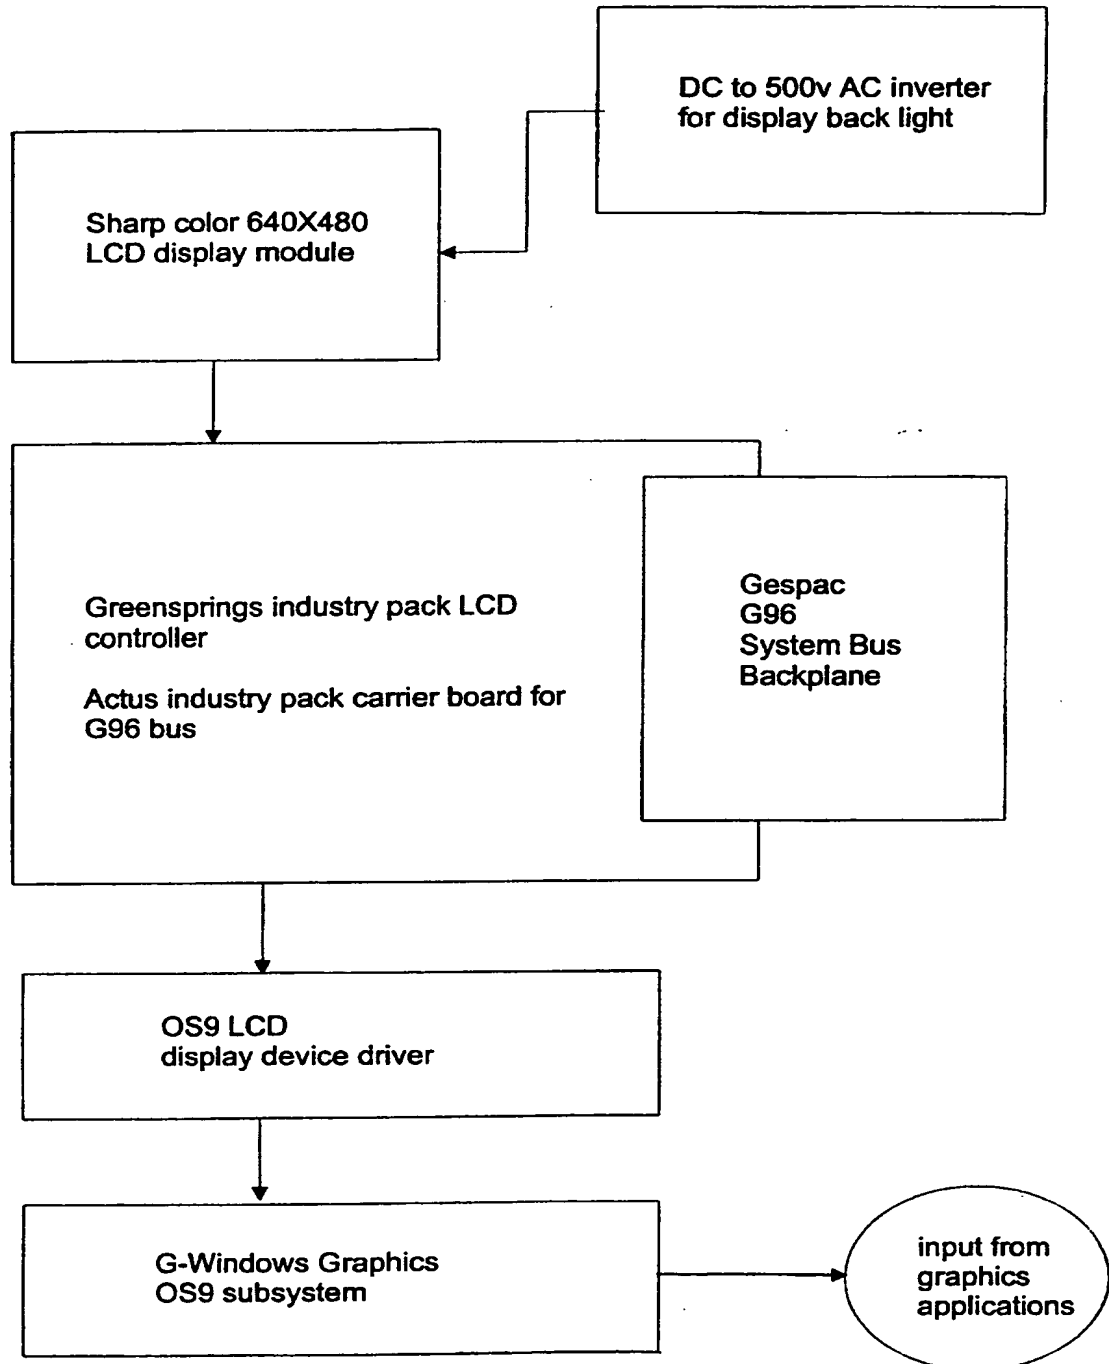 DC to 500v AC inverter
for display back light
Sharp color 640X480
LCD display module
Greensprings industry pack LCD
controller
Actus industry pack carrier board for
G96 bus
Gespac
G96
System Bus
Backplane
OS9 LCD
display device driver
G-Windows Graphics
OS9 subsystem
input from
graphics
applications